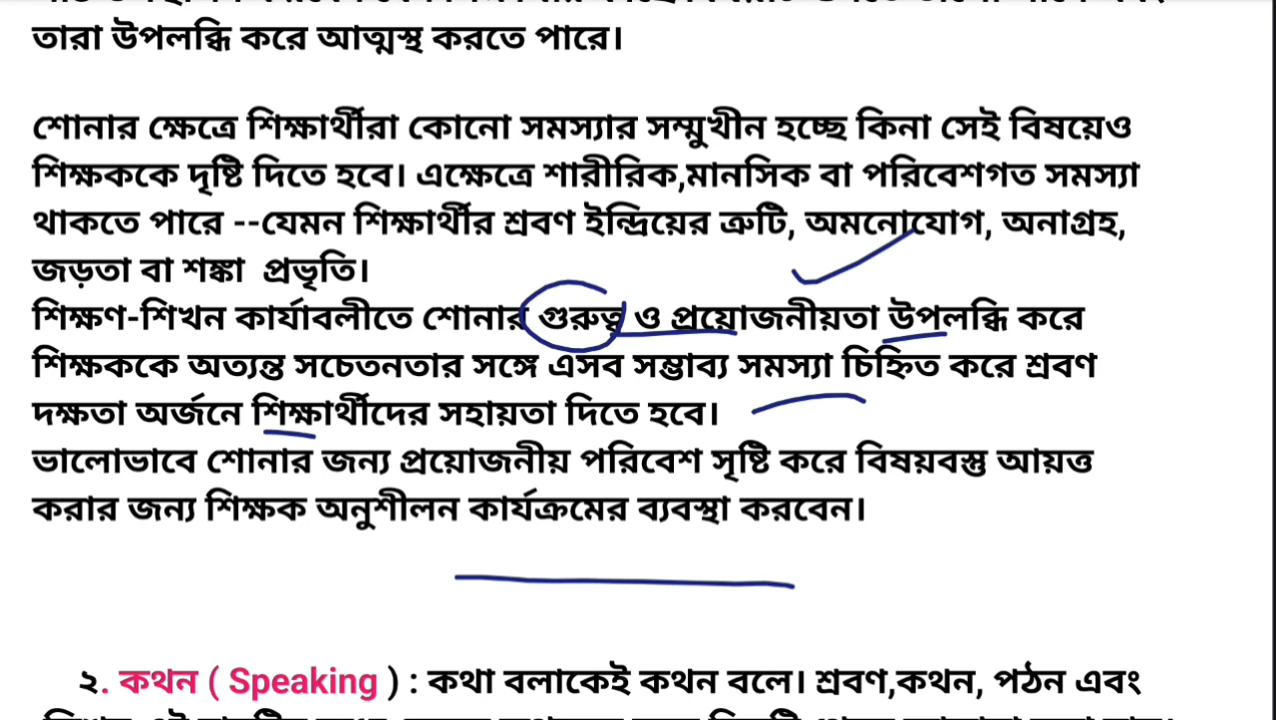 তারা উপলব্ধি করে আত্মস্থ করতে পারে।
শোনার ক্ষেত্রে শিক্ষার্থীরা কোনো সমস্যার সম্মুখীন হচ্ছে কিনা সেই বিষয়েও
শিক্ষককে দৃষ্টি দিতে হবে। এক্ষেত্রে শারীরিক,মানসিক বা পরিবেশগত সমস্যা
থাকতে পারে --যেমন শিক্ষার্থীর শ্রবণ ইন্দ্রিয়ের ত্রুটি, অমনোযোগ, অনাগ্রহ,
জড়তা বা শঙ্কা প্রভৃতি।
শিক্ষণ-শিখন কার্যাবলীতে শোনার গুরুত্ব ও প্রয়োজনীয়তা উপলব্ধি করে
শিক্ষককে অত্যন্ত সচেতনতার সঙ্গে এসব সম্ভাব্য সমস্যা চিহ্নিত করে শ্রবণ
দক্ষতা অর্জনে শিক্ষার্থীদের সহায়তা দিতে হবে।
ভালোভাবে শোনার জন্য প্রয়োজনীয় পরিবেশ সৃষ্টি করে বিষয়বস্তু আয়ত্ত
করার জন্য শিক্ষক অনুশীলন কার্যক্রমের ব্যবস্থা করবেন।
২. কথন ( Speaking ) : কথা বলাকেই কথন বলে। শ্রবণ,কথন, পঠন এবং